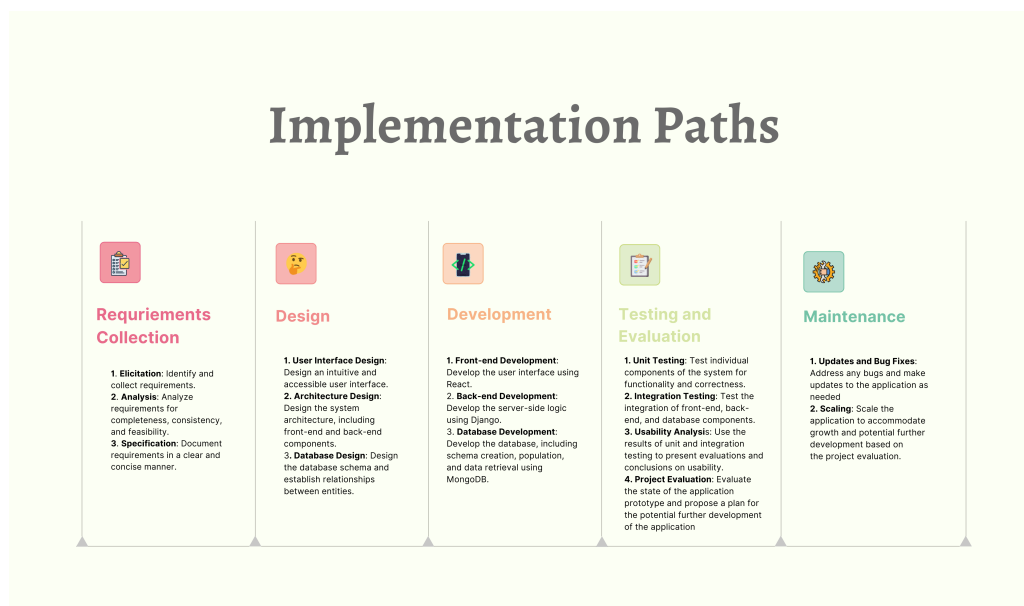 Implementation Paths
Requriements
Collection
1. Elicitation: Identify and
collect requirements.
2. Analysis: Analyze
requirements for
completeness, consistency,
and feasibility.
3. Specification: Document
requirements in a clear and
concise manner.
Design
1. User Interface Design:
Design an intuitive and
accessible user interface.
2. Architecture Design:
Design the system
architecture, including
front-end and back-end
components.
3. Database Design: Design
the database schema and
establish relationships
between entities.
Development
1. Front-end Development:
Develop the user interface using
React.
2. Back-end Development:
Develop the server-side logic
using Django.
3. Database Development:
Develop the database, including
schema creation, population,
and data retrieval using
MongoDB.
Testing and
Evaluation
1. Unit Testing: Test individual
components of the system for
functionality and correctness.
2. Integration Testing: Test the
integration of front-end, back-
end, and database components.
3. Usability Analysis: Use the
results of unit and integration
testing to present evaluations and
conclusions on usability.
4. Project Evaluation: Evaluate
the state of the application
prototype and propose a plan for
the potential further development
of the application
Maintenance
1. Updates and Bug Fixes:
Address any bugs and make
updates to the application as
needed
2. Scaling: Scale the
application to accommodate
growth and potential further
development based on
the project evaluation.